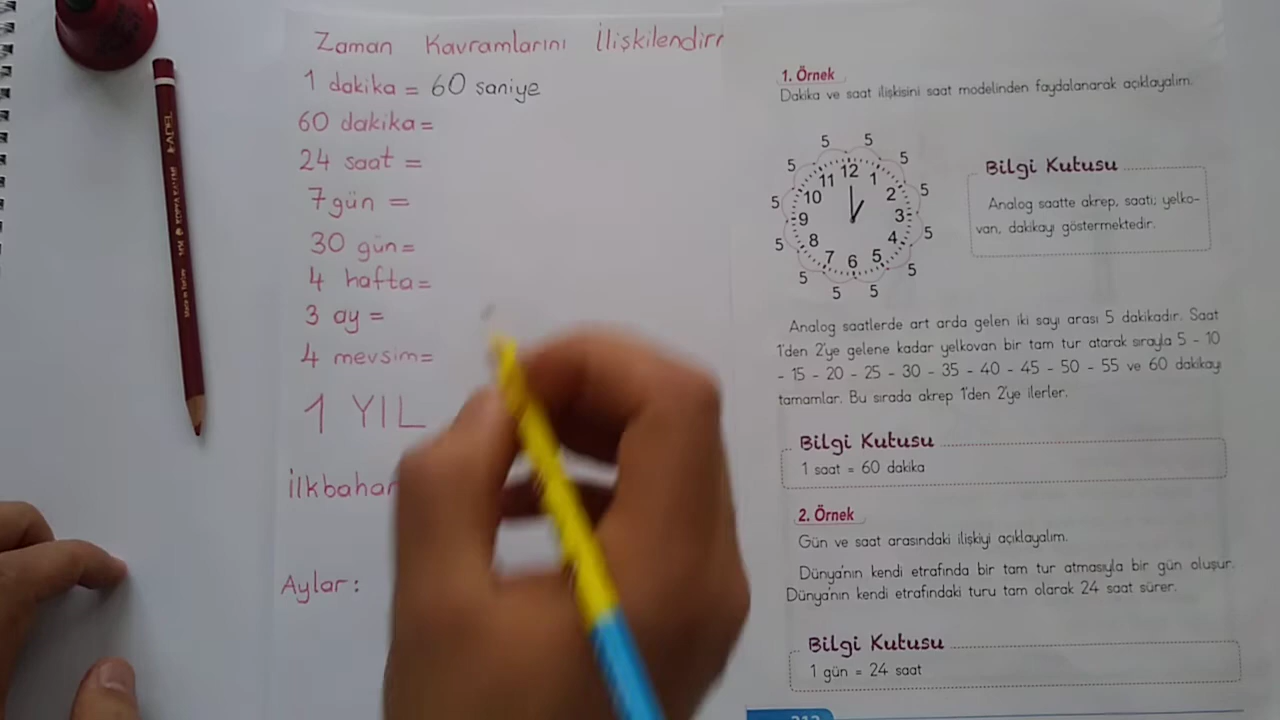 Zaman Kavramlarını
1 dakika = 60 saniye
60 dakika=
24 saat =
7 gün =
30 gün=
4 hafta=
3 ay =
4 mevsim=
1 YIL
Aylar:
1. Örnek
Dakika ve saat ilişkisini saat modelinden faydalanarak açıklayalım.
5 5 5 5 5 5 5 5 5 5 5 5
12 1 2 3 4 5 6 7 8 9 10 11
Bilgi Kutusu
Analog saatte akrep, saati; yelko-
van, dakikayı göstermektedir.
Analog saatlerde art arda gelen iki sayı arası 5 dakikadır. Saat
1'den 2'ye gelene kadar yelkovan bir tam tur atarak sırayla 5 - 10
- 15 - 20 - 25 - 30 - 35 - 40 - 45 - 50 - 55 ve 60 dakikayı
tamamlar. Bu sırada akrep 1'den 2'ye ilerler.
Bilgi Kutusu
1 saat = 60 dakika
2. Örnek
Gün ve saat arasındaki ilişkiyi açıklayalım.
Dünya'nın kendi etrafında bir tam tur atmasıyla bir gün oluşur.
Dünya'nın kendi etrafındaki turu tam olarak 24 saat sürer.
Bilgi Kutusu
1 gün = 24 saat